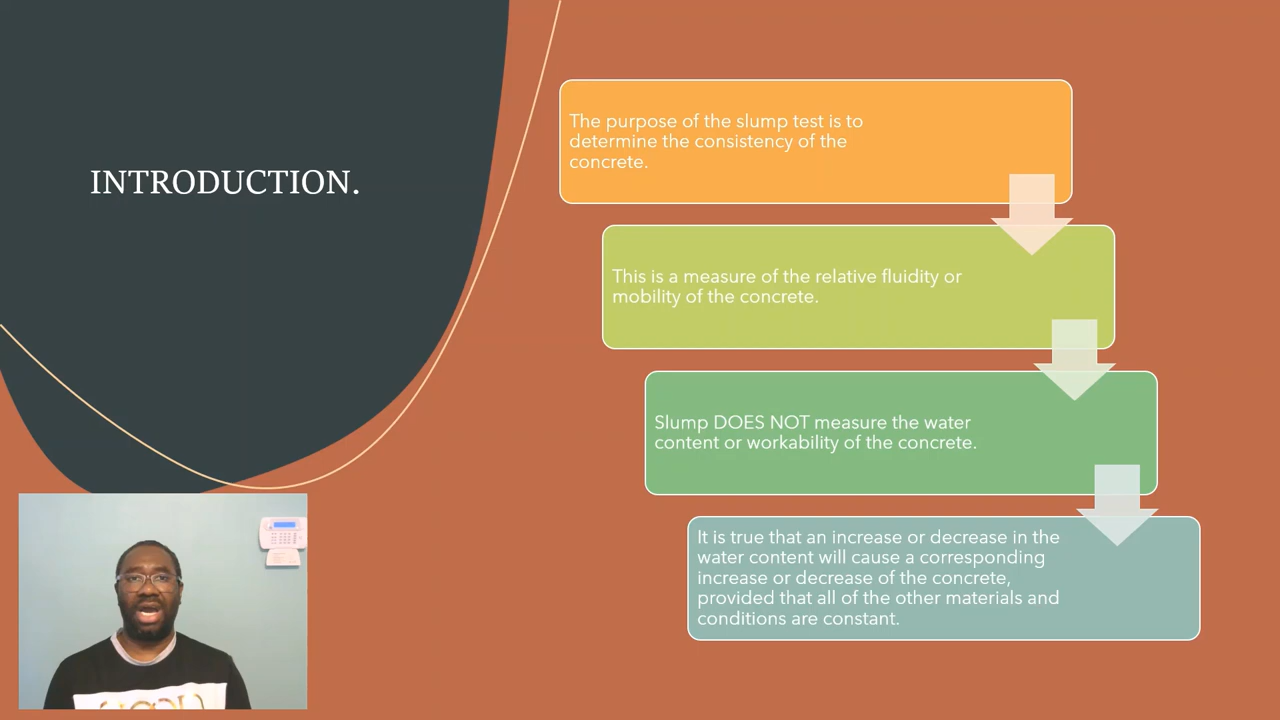 INTRODUCTION.
The purpose of the slump test is to
determine the consistency of the
concrete.
This is a measure of the relative fluidity or
mobility of the concrete.
Slump DOES NOT measure the water
content or workability of the concrete.
It is true that an increase or decrease in the
water content will cause a corresponding
increase or decrease of the concrete,
provided that all of the other materials and
conditions are constant.